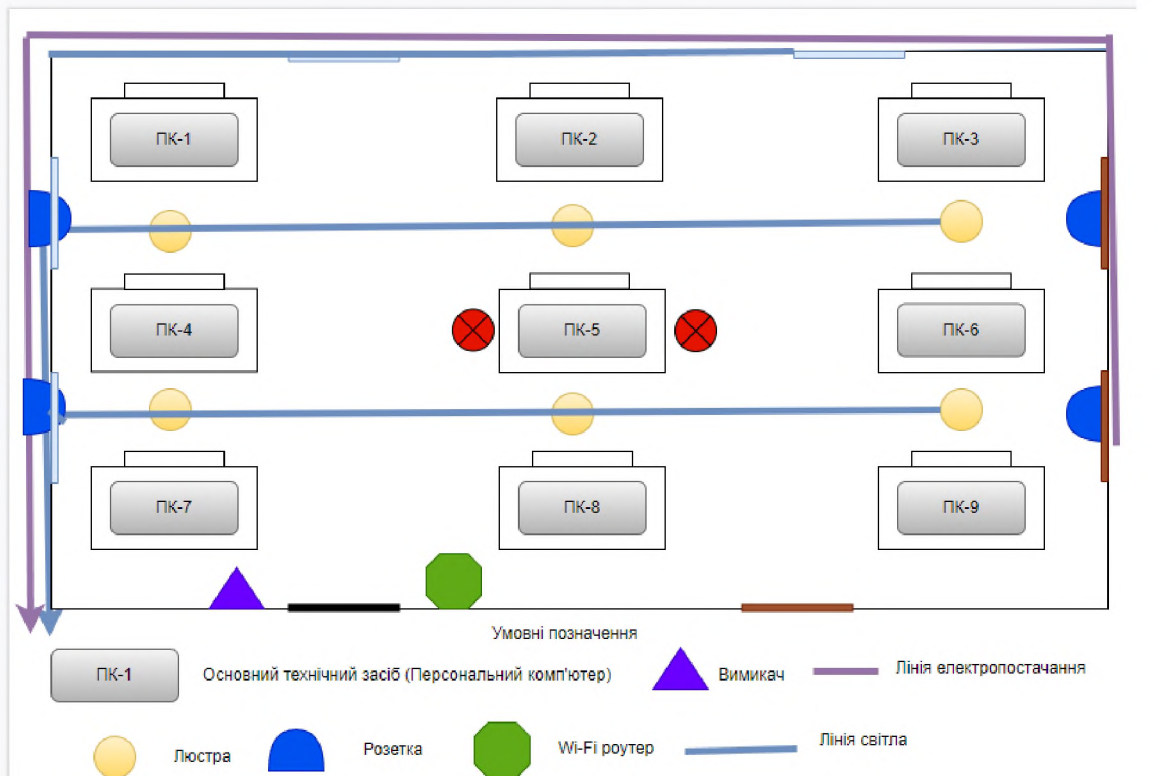 ПК-1 ПК-2 ПК-3
ПК-4 ПК-5 ПК-6
ПК-7 ПК-8 ПК-9
Умовні позначення
ПК-1 Основний технічний засіб (Персональний комп'ютер) Вимикач Лінія електропостачання
Люстра Розетка Wi-Fi роутер Лінія світла